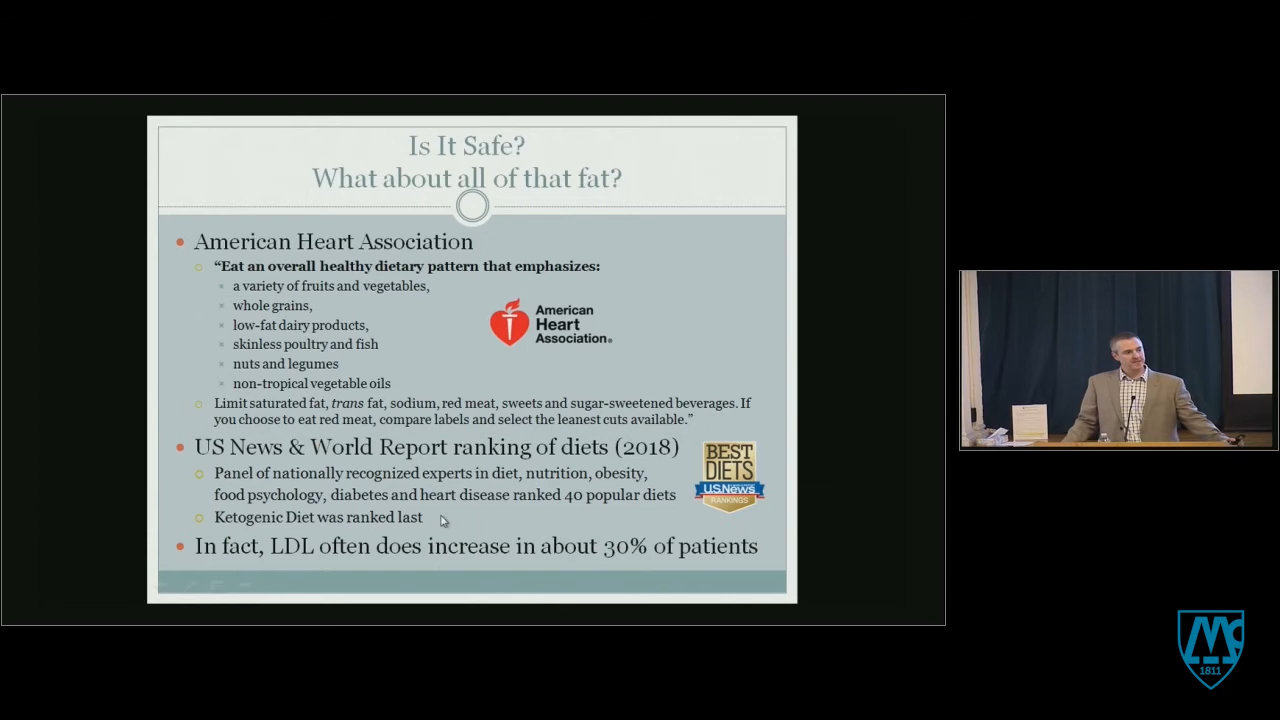 Is It Safe?
What about all of that fat?
American Heart Association
“Eat an overall healthy dietary pattern that emphasizes:
a variety of fruits and vegetables,
whole grains,
low-fat dairy products,
skinless poultry and fish
nuts and legumes
non-tropical vegetable oils
American
Heart
Association®
Limit saturated fat, trans fat, sodium, red meat, sweets and sugar-sweetened beverages. If
you choose to eat red meat, compare labels and select the leanest cuts available.”
US News & World Report ranking of diets (2018)
Panel of nationally recognized experts in diet, nutrition, obesity,
food psychology, diabetes and heart disease ranked 40 popular diets
Ketogenic Diet was ranked last
BEST
DIETS
U.S.News
RANKINGS
In fact, LDL often does increase in about 30% of patients
1811